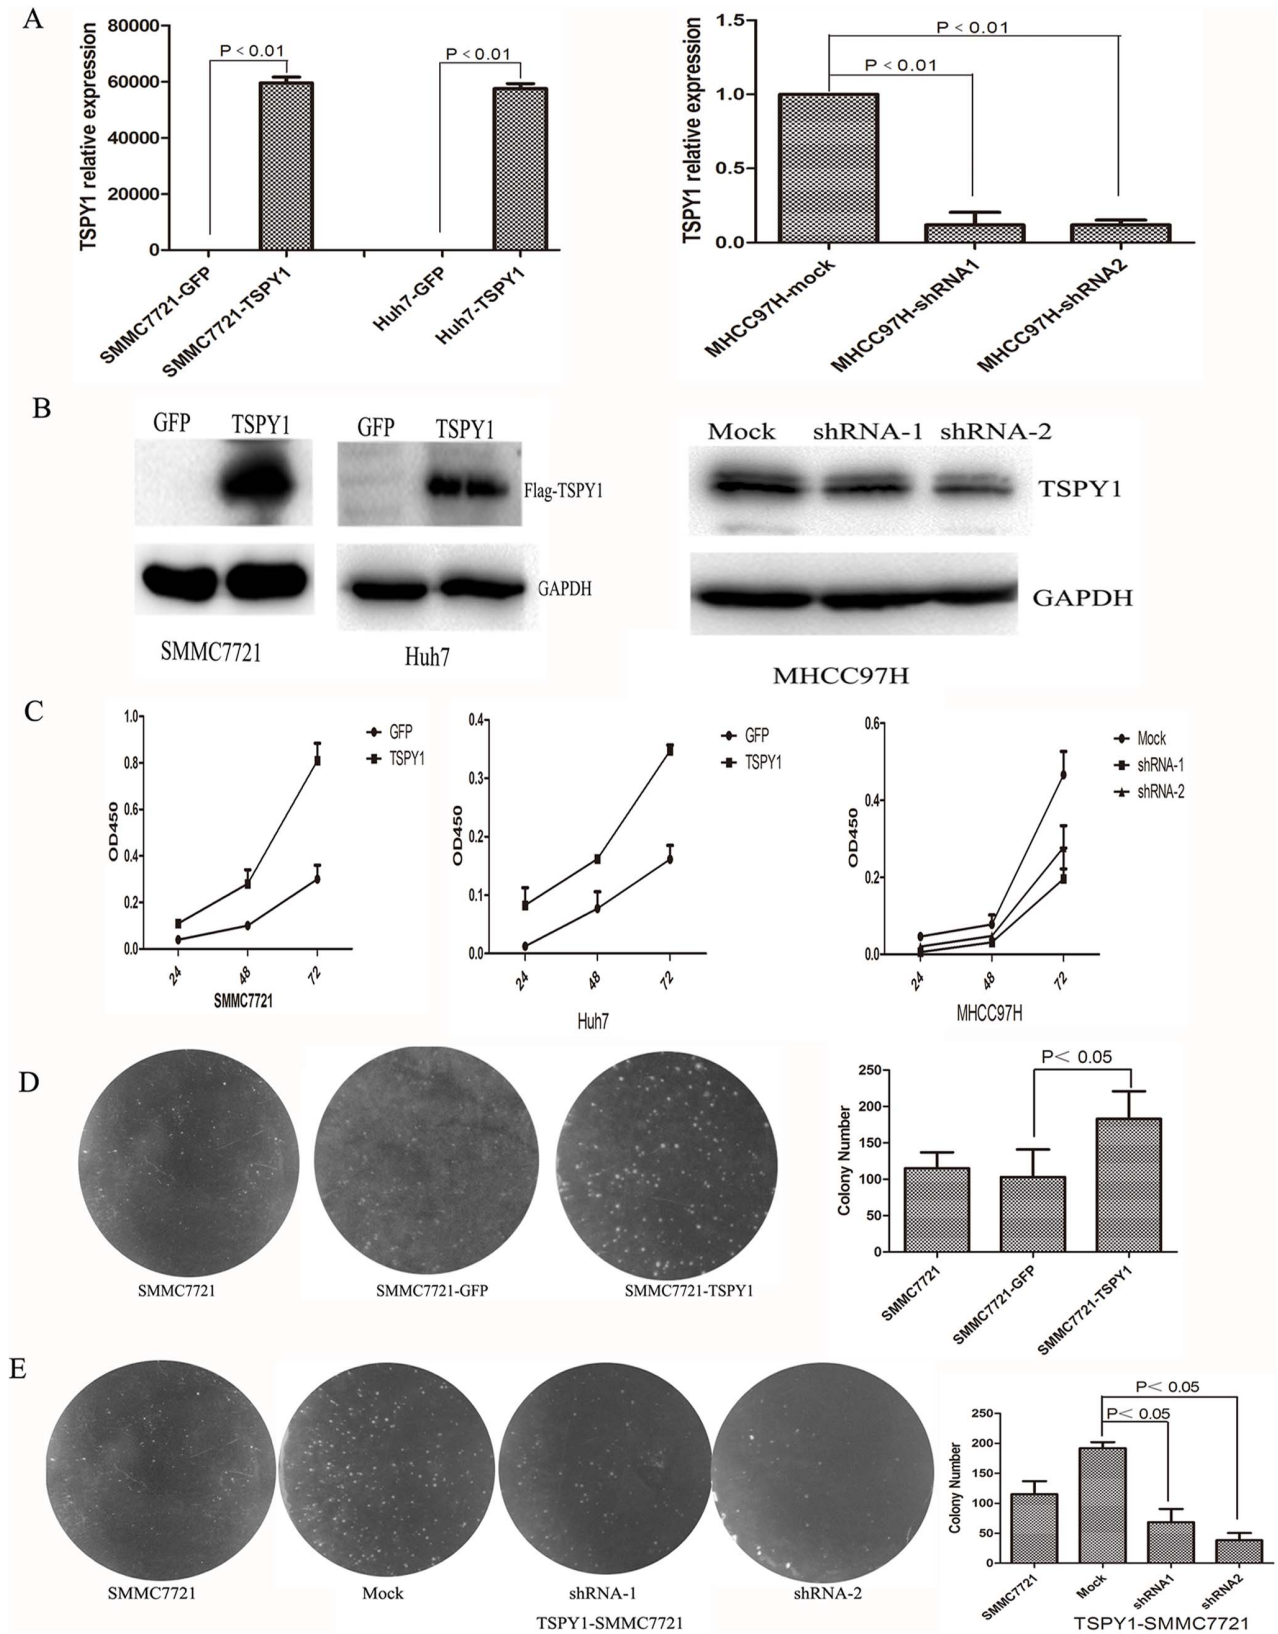 A
TSPY1 relative expression
80000
60000
40000
20000
0
P < 0.01
P < 0.01
SMMC7721-GFP
SMMC7721-TSPY1
Huh7-GFP
Huh7-TSPY1
TSPY1 relative expression
1.5
1.0
0.5
0.0
P < 0.01
P < 0.01
MHCC97H-mock
MHCC97H-shRNA1
MHCC97H-shRNA2
B
GFP TSPY1
GFP TSPY1
Flag-TSPY1
GAPDH
SMMC7721
Huh7
Mock shRNA-1 shRNA-2
TSPY1
GAPDH
MHCC97H
C
OD450
1.0
0.8
0.6
0.4
0.2
0.0
24 48 72
SMMC7721
GFP
TSPY1
OD450
0.4
0.3
0.2
0.1
0.0
24 48 72
Huh7
GFP
TSPY1
OD450
0.6
0.4
0.2
0.0
24 48 72
MHCC97H
Mock
shRNA-1
shRNA-2
D
SMMC7721
SMMC7721-GFP
SMMC7721-TSPY1
Colony Number
250
200
150
100
50
0
P< 0.05
SMMC7721
SMMC7721-GFP
SMMC7721-TSPY1
E
SMMC7721
Mock
shRNA-1
shRNA-2
TSPY1-SMMC7721
Colony Number
250
200
150
100
50
0
P< 0.05
P< 0.05
SMMC7721
Mock
shRNA1
shRNA2
TSPY1-SMMC7721